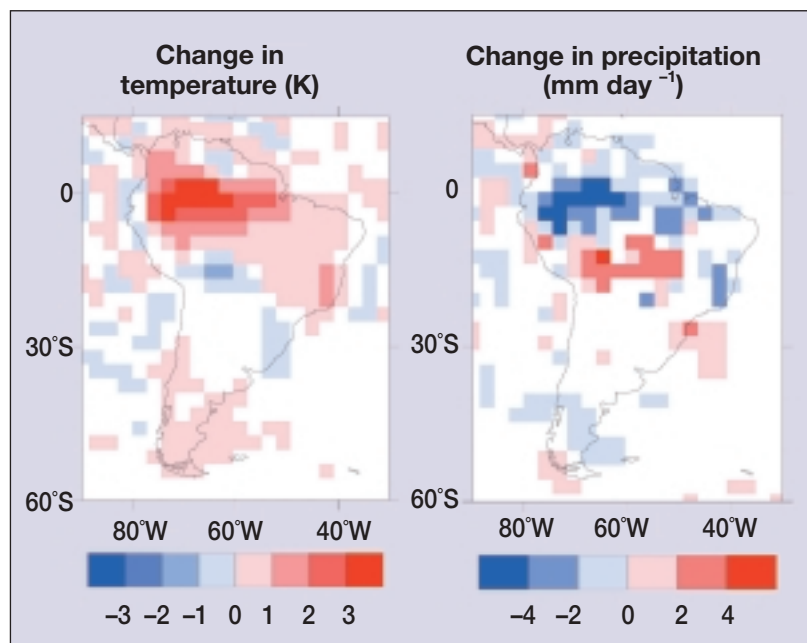 Change in
temperature (K)
Change in precipitation
(mm day –1)
0
30°S
60°S
80°W 60°W 40°W
–3 –2 –1 0 1 2 3
0
30°S
60°S
80°W 60°W 40°W
–4 –2 0 2 4